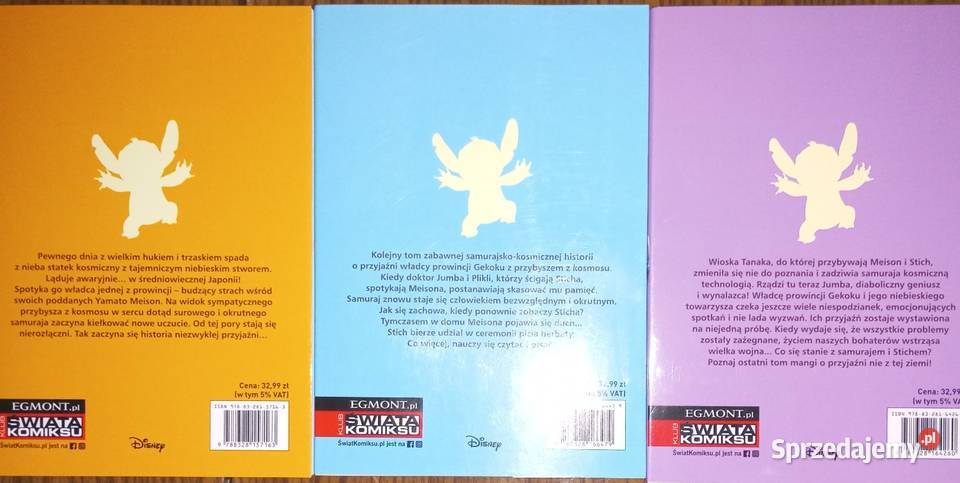 Pewnego dnia z wielkim hukiem i trzaskiem spada
z nieba statek kosmiczny z tajemniczym niebieskim stworem.
Ląduje awaryjnie... w średniowiecznej Japonii!
Spotyka go władca jednej z prowincji – budzący strach wśród
swoich poddanych Yamato Meison. Na widok sympatycznego
przybysza z kosmosu w sercu dotąd surowego i okrutnego
samuraja zaczyna kiełkować nowe uczucie. Od tej pory stają się
nierozłączni. Tak zaczyna się historia niezwykłej przyjaźni...
Cena: 32,99 zł
(w tym 5% VAT)
EGMONT.pl
KLUB ŚWIATA
KOMIKSU
ŚwiatKomiksu.pl jest na
Disney
9 788328 157163
Kolejny tom zabawnej samurajsko-kosmicznej historii
o przyjaźni władcy prowincji Gekoku z przybyszem z kosmosu.
Kiedy doktor Jumba i Plikli, którzy ścigają Sticha,
spotykają Meisona, postanawiają skasować mu pamięć.
Samuraj znowu staje się człowiekiem bezwzględnym i okrutnym.
Jak się zachowa, kiedy ponownie zobaczy Sticha?
Tymczasem w domu Meisona pojawia się duch...
Stich bierze udział w ceremonii picia herbaty.
Co więcej, nauczy się czytać i pisać
32,99 zł
5% VAT)
EGMONT.pl
KLUB ŚWIATA
KOMIKSU
ŚwiatKomiksu.pl jest na
Disney
Wioska Tanaka, do której przybywają Meison i Stich,
zmieniła się nie do poznania i zadziwia samuraja kosmiczną
technologią. Rządzi tu teraz Jumba, diaboliczny geniusz
i wynalazca! Władcę prowincji Gekoku i jego niebieskiego
towarzysza czeka jeszcze wiele niespodzianek, emocjonujących
spotkań i nie lada wyzwań. Ich przyjaźń zostaje wystawiona
na niejedną próbę. Kiedy wydaje się, że wszystkie problemy
zostały zażegnane, życiem naszych bohaterów wstrząsa
wielka wojna... Co się stanie z samurajem i Stichem?
Poznaj ostatni tom mangi o przyjaźni nie z tej ziemi!
Cena: 32,99
(w tym 5% VA
EGMONT.pl
KLUB ŚWIATA
KOMIKSU
ŚwiatKomiksu.pl jest na
Disney
Sprzedajemy.pl